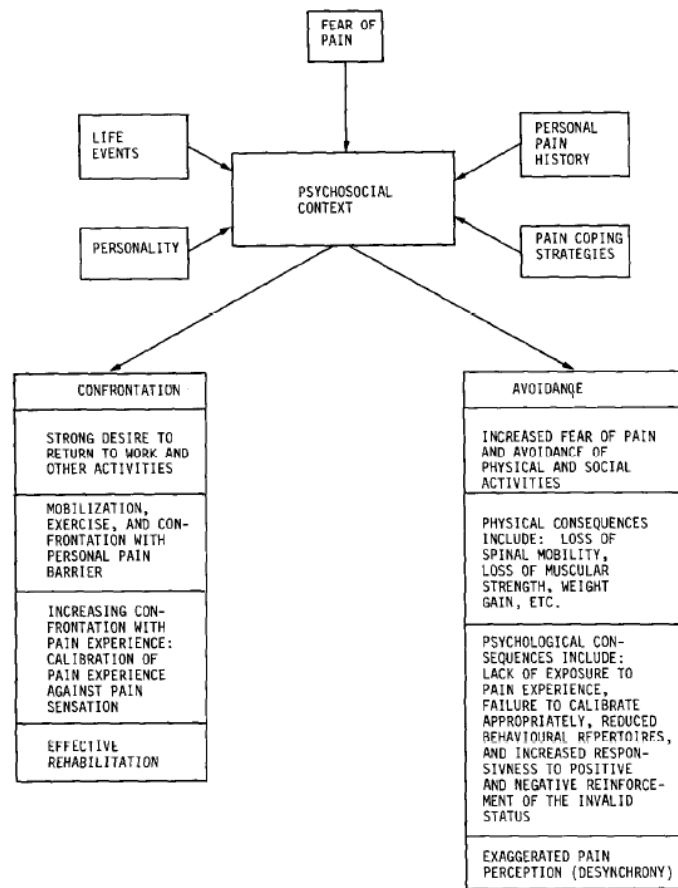 FEAR OF
PAIN
LIFE
EVENTS
PERSONAL
PAIN
HISTORY
PSYCHOSOCIAL
CONTEXT
PERSONALITY
PAIN COPING
STRATEGIES
CONFRONTATION
STRONG DESIRE TO
RETURN TO WORK AND
OTHER ACTIVITIES
MOBILIZATION,
EXERCISE, AND CON-
FRONTATION WITH
PERSONAL PAIN
BARRIER
INCREASING CON-
FRONTATION WITH
PAIN EXPERIENCE:
CALIBRATION OF
PAIN EXPERIENCE
AGAINST PAIN
SENSATION
EFFECTIVE
REHABILITATION
AVOIDANCE
INCREASED FEAR OF PAIN
AND AVOIDANCE OF
PHYSICAL AND SOCIAL
ACTIVITIES
PHYSICAL CONSEQUENCES
INCLUDE: LOSS OF
SPINAL MOBILITY,
LOSS OF MUSCULAR
STRENGTH, WEIGHT
GAIN, ETC.
PSYCHOLOGICAL CON-
SEQUENCES INCLUDE:
LACK OF EXPOSURE TO
PAIN EXPERIENCE,
FAILURE TO CALIBRATE
APPROPRIATELY, REDUCED
BEHAVIOURAL REPERTOIRES,
AND INCREASED RESPON-
SIVNESS TO POSITIVE
AND NEGATIVE REINFORCE-
MENT OF THE INVALID
STATUS
EXAGGERATED PAIN
PERCEPTION (DESYNCHRONY)